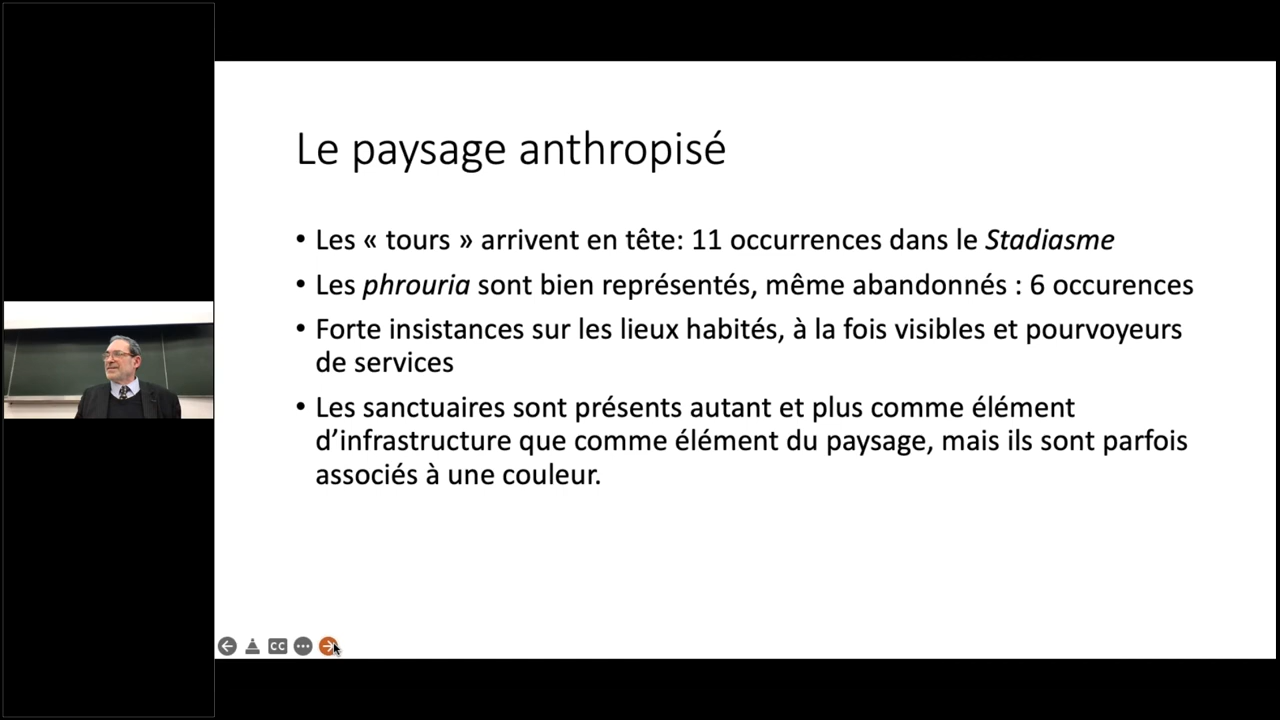 Le paysage anthropisé
• Les « tours » arrivent en tête: 11 occurrences dans le Stadiasme
• Les phrouria sont bien représentés, même abandonnés : 6 occurences
• Forte insistances sur les lieux habités, à la fois visibles et pourvoyeurs
de services
• Les sanctuaires sont présents autant et plus comme élément
d’infrastructure que comme élément du paysage, mais ils sont parfois
associés à une couleur.
CC